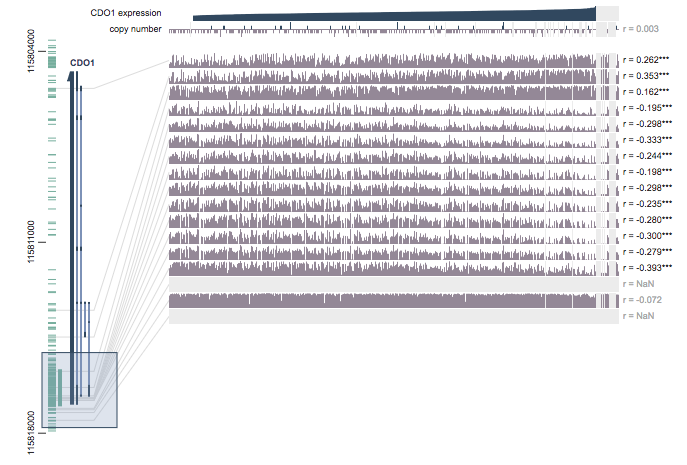 CDO1 expression
copy number
r = 0.003
115804000
CDO1
r = 0.262***
r = 0.353***
r = 0.162***
r = -0.195***
r = -0.298***
r = -0.333***
r = -0.244***
r = -0.198***
r = -0.298***
r = -0.235***
r = -0.280***
r = -0.300***
r = -0.279***
r = -0.393***
r = NaN
r = -0.072
r = NaN
115811000
115818000